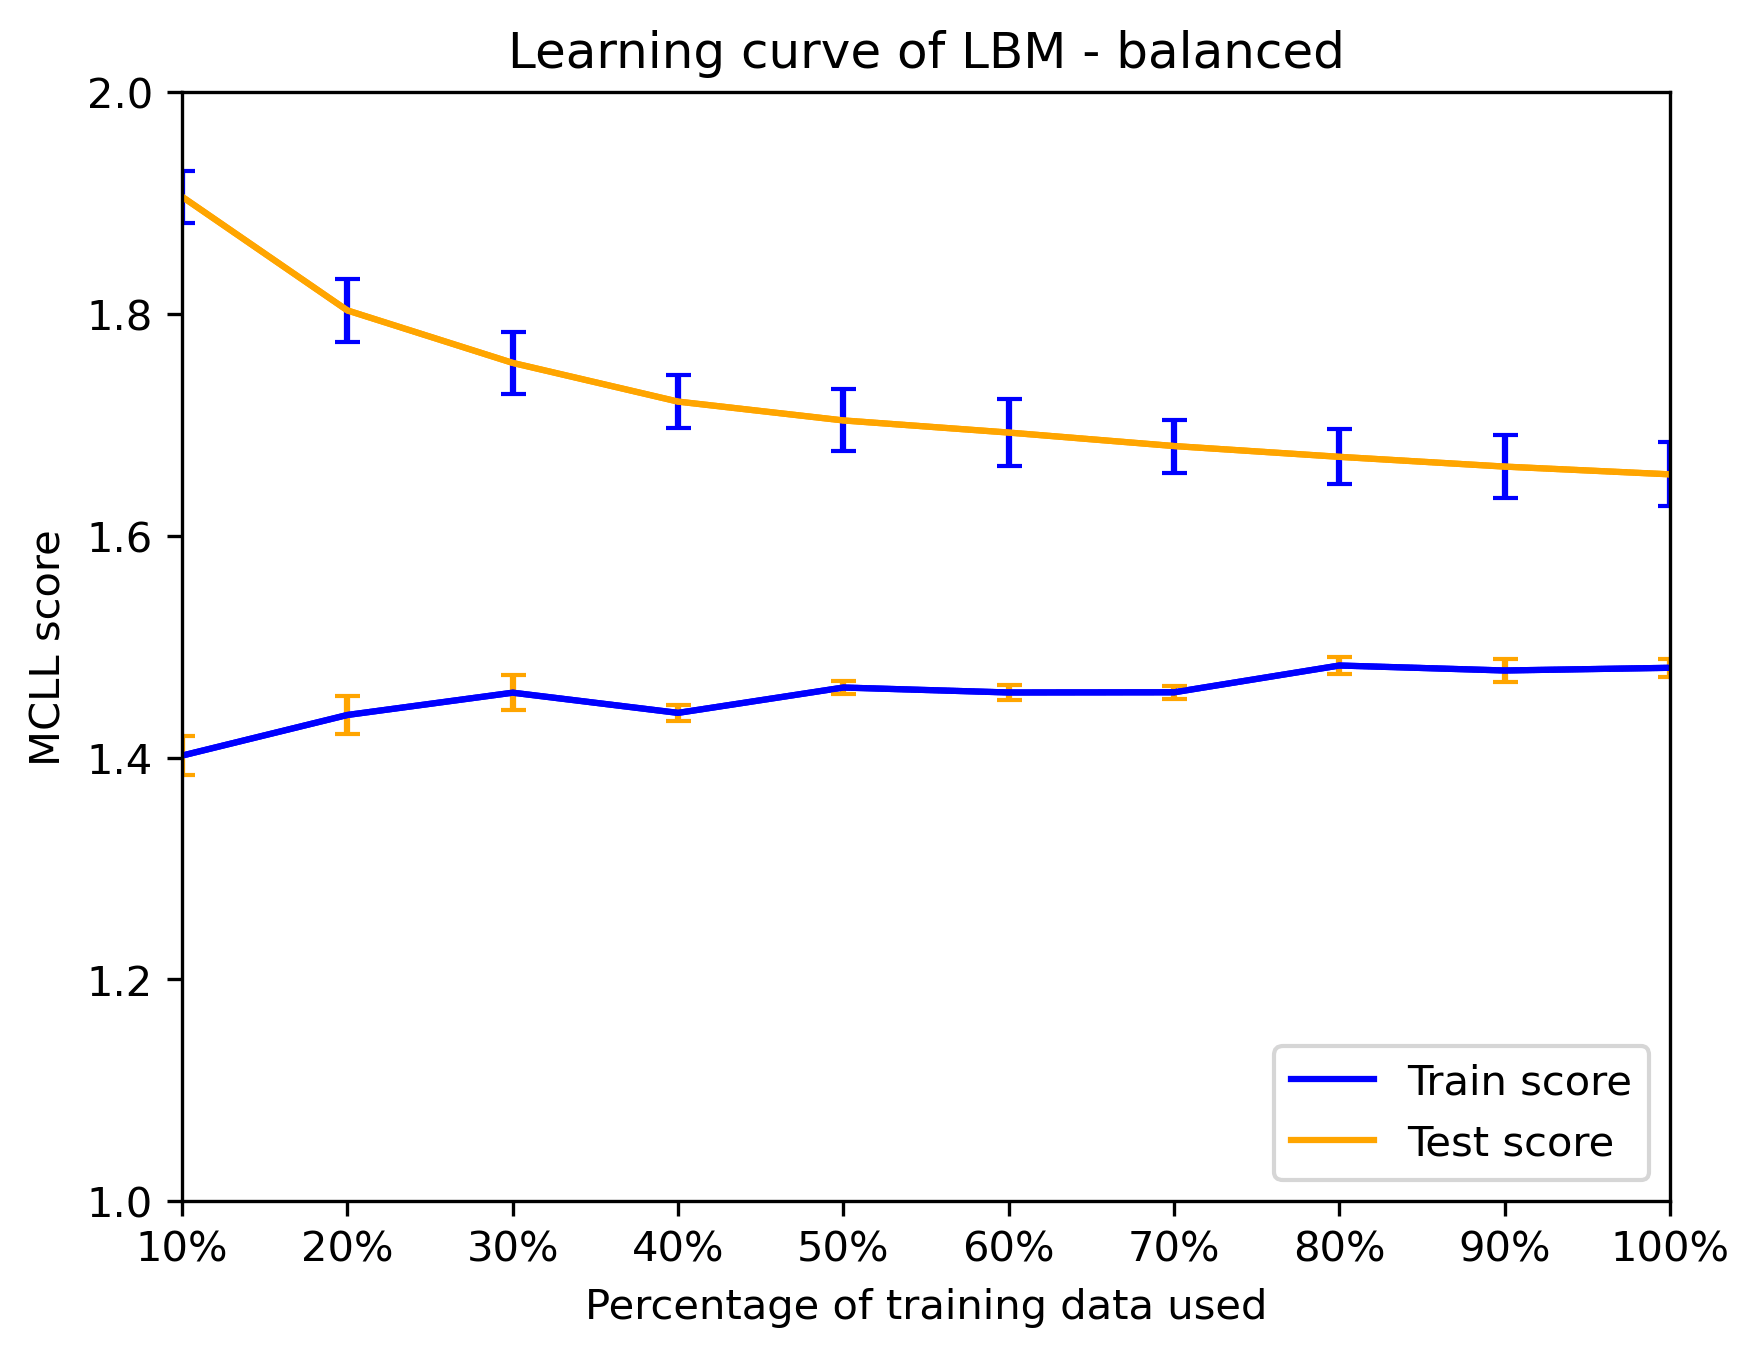 Learning curve of LBM - balanced
2.0
1.8
1.6
1.4
1.2
1.0
MCLL score
10% 20% 30% 40% 50% 60% 70% 80% 90% 100%
Percentage of training data used
Train score
Test score